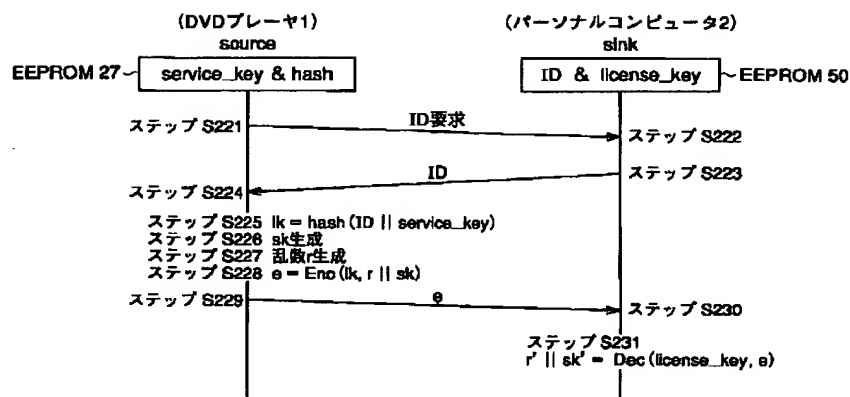 (DVDプレーヤ1)
source
(パーソナルコンピュータ2)
sink
EEPROM 27
service_key & hash
ID & license_key
EEPROM 50
ステップ S221
ID要求
ステップ S222
ID
ステップ S223
ステップ S224
ステップ S225 lk = hash (ID || service_key)
ステップ S226 sk生成
ステップ S227 乱数r生成
ステップ S228 e = Enc (lk, r || sk)
ステップ S229
e
ステップ S230
ステップ S231
r' || sk' = Dec (license_key, e)